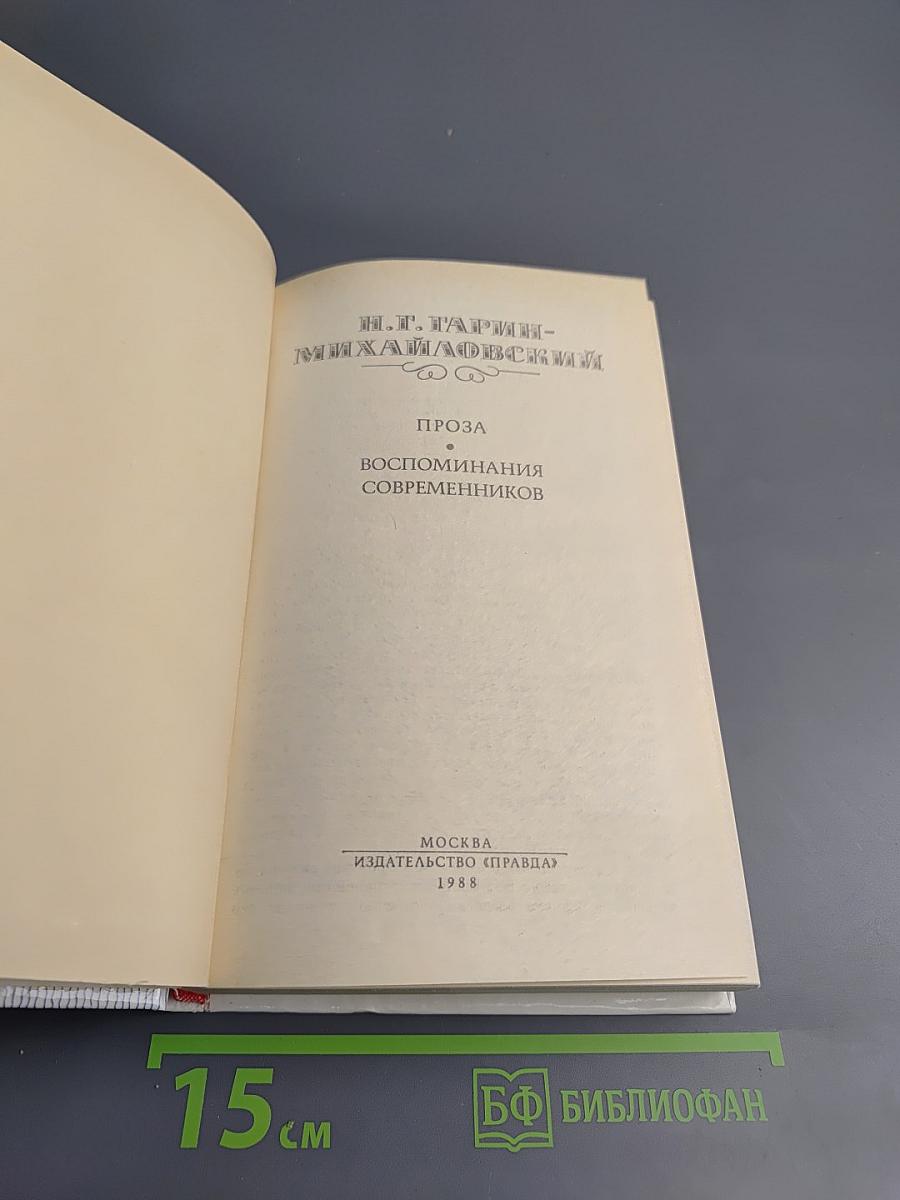 Н.Г. ГАРИН-
МИХАЙЛОВСКИЙ
ПРОЗА
•
ВОСПОМИНАНИЯ
СОВРЕМЕННИКОВ
МОСКВА
ИЗДАТЕЛЬСТВО «ПРАВДА»
1988
15 см
БФ БИБЛИОФАН